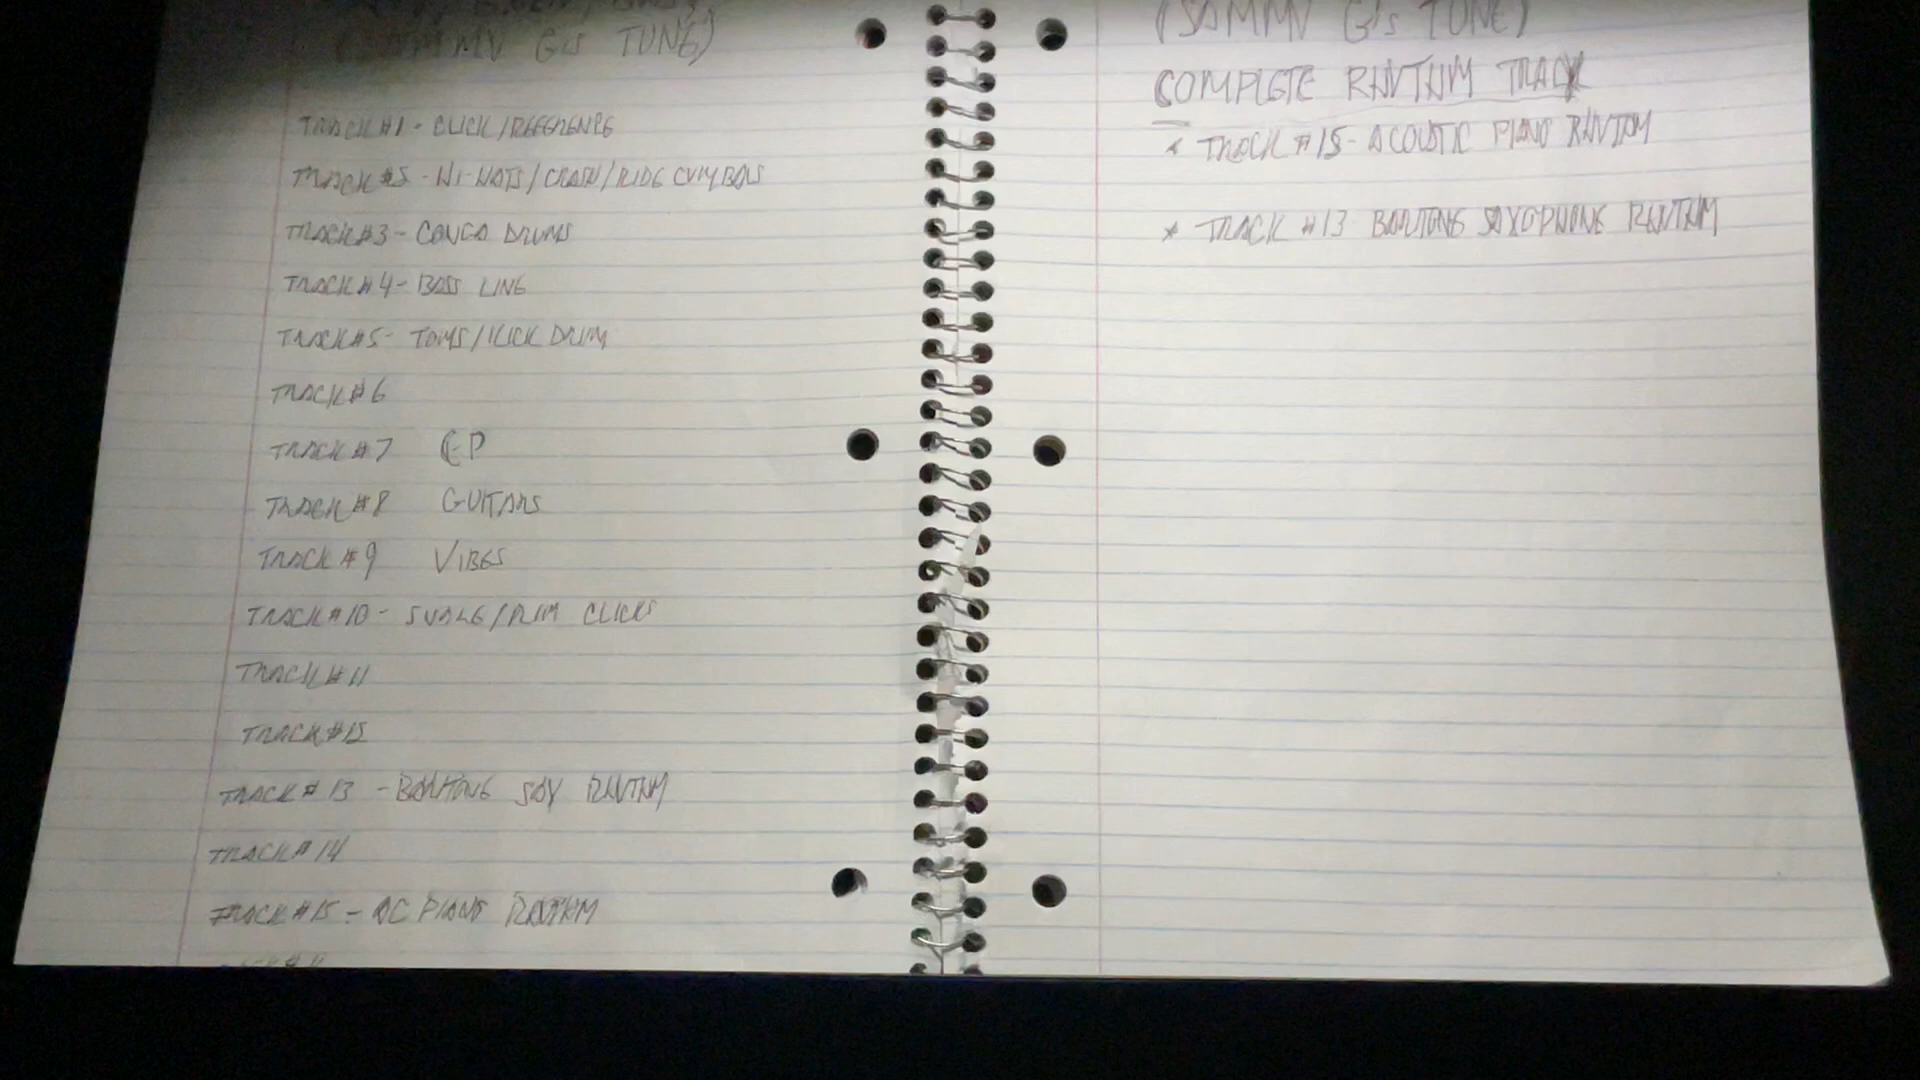 (SAMMY G's TUNE)
TRACK #1 - CLICK/REFERENCE
TRACK #2 - HI-HATS/CRASH/RIDE CYMBALS
TRACK #3 - CONGA DRUMS
TRACK #4 - BASS LINE
TRACK #5 - TOMS/KICK DRUM
TRACK #6
TRACK #7 EP
TRACK #8 GUITARS
TRACK #9 VIBES
TRACK #10 - SNARE/RIM CLICKS
TRACK #11
TRACK #12
TRACK #13 - BARITONE SAX RHYTHM
TRACK #14
TRACK #15 - AC PIANO RHYTHM
(SAMMY G's TUNE)
COMPLETE RHYTHM TRACK
* TRACK #15 - ACOUSTIC PIANO RHYTHM
* TRACK #13 BARITONE SAXOPHONE RHYTHM